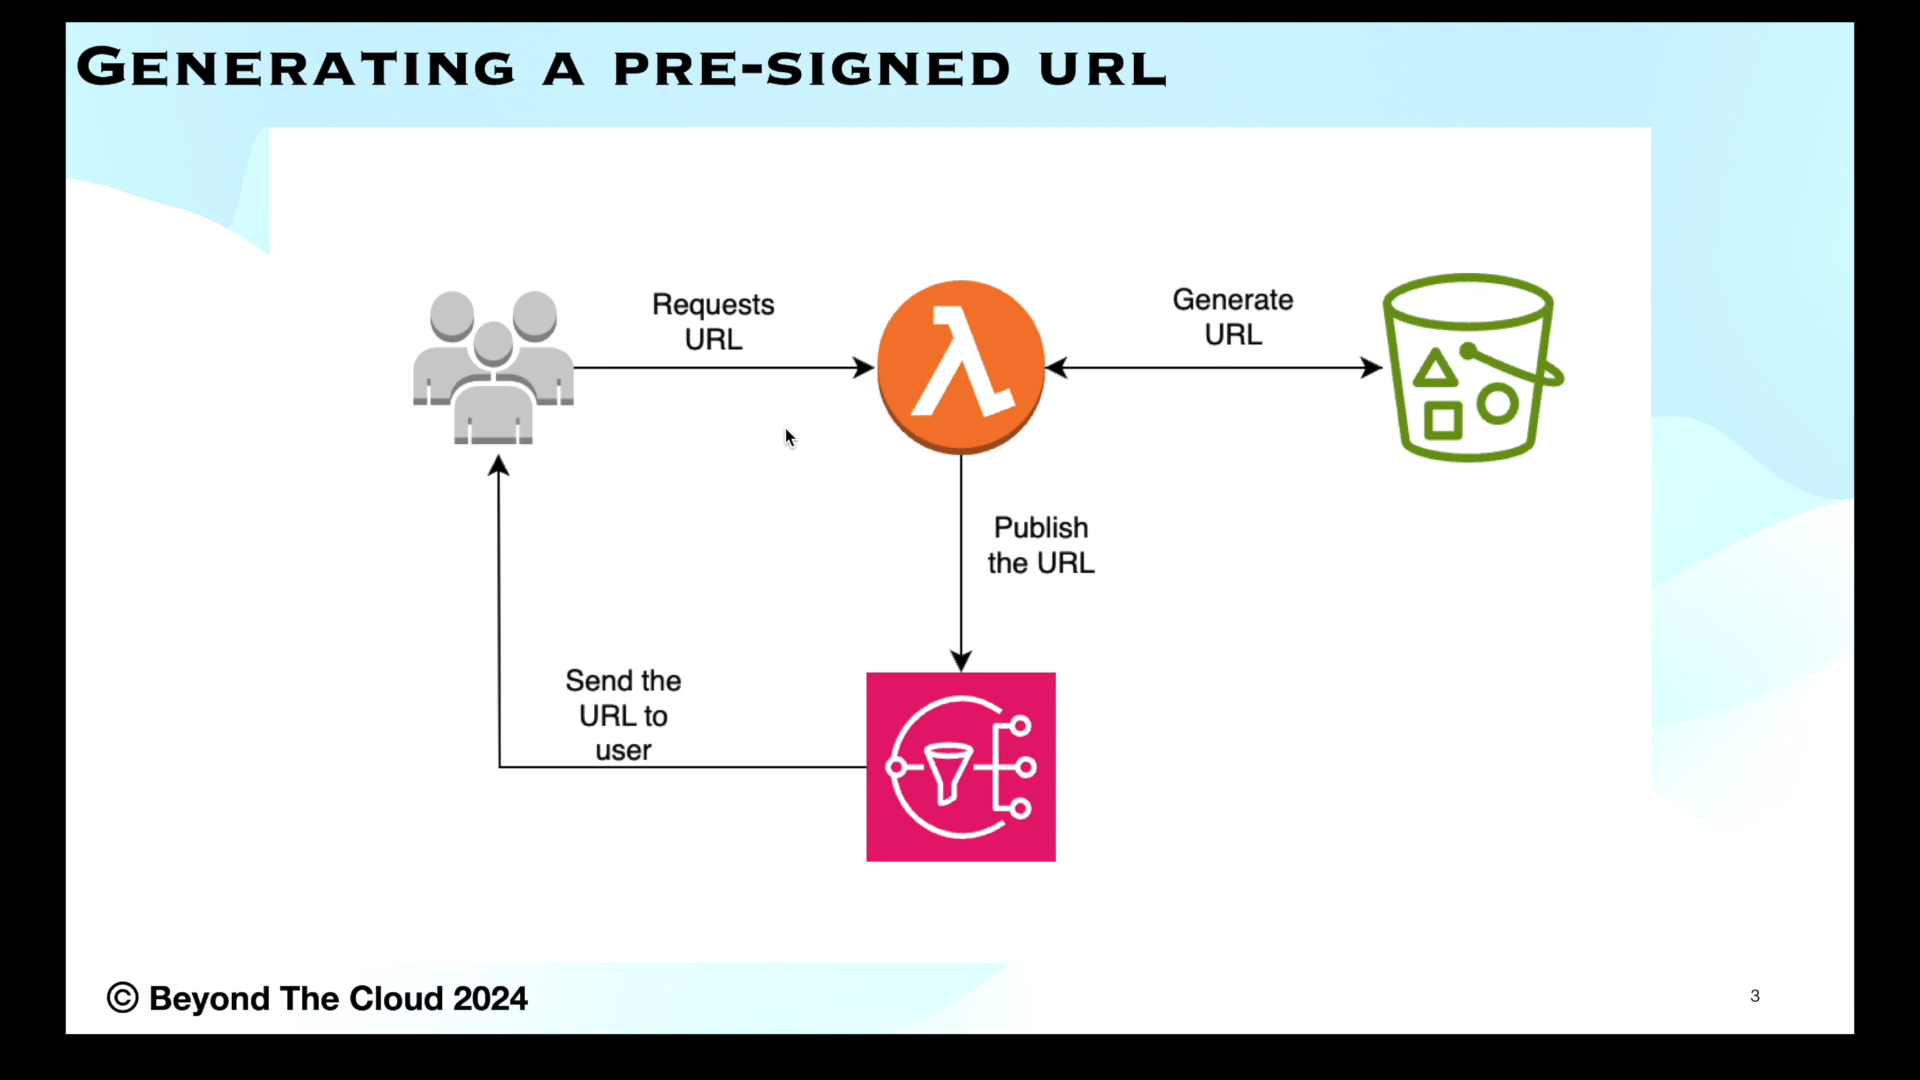 GENERATING A PRE-SIGNED URL
Requests
URL
Generate
URL
Publish
the URL
Send the
URL to
user
© Beyond The Cloud 2024
3